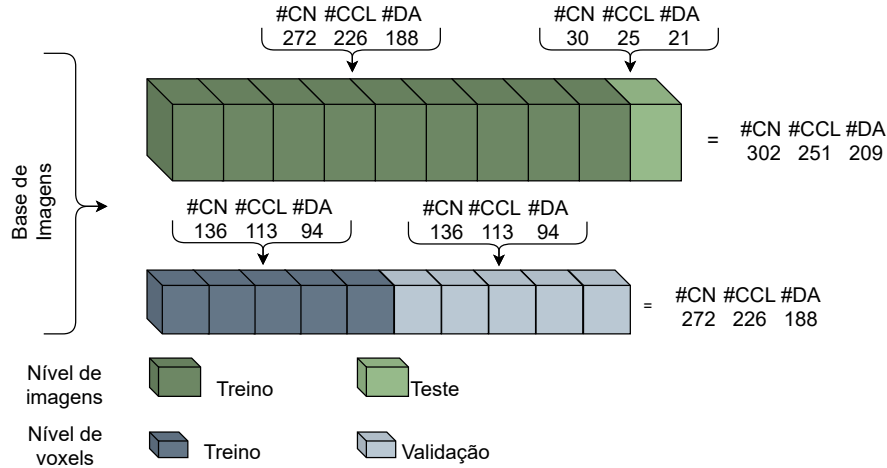 #CN #CCL #DA
272 226 188
#CN #CCL #DA
30 25 21
= #CN #CCL #DA
302 251 209
Base de
Imagens
#CN #CCL #DA
136 113 94
#CN #CCL #DA
136 113 94
= #CN #CCL #DA
272 226 188
Nível de
imagens
Treino
Teste
Nível de
voxels
Treino
Validação